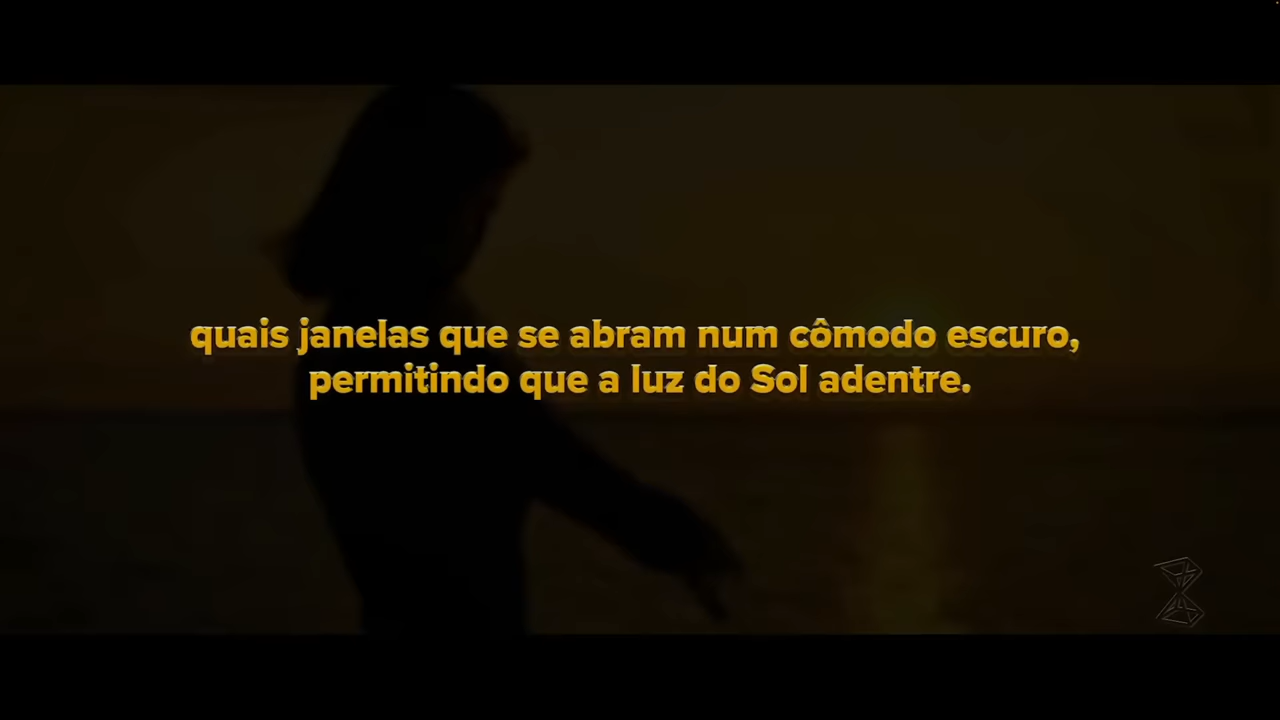 quais janelas que se abram num cômodo escuro,
permitindo que a luz do Sol adentre.